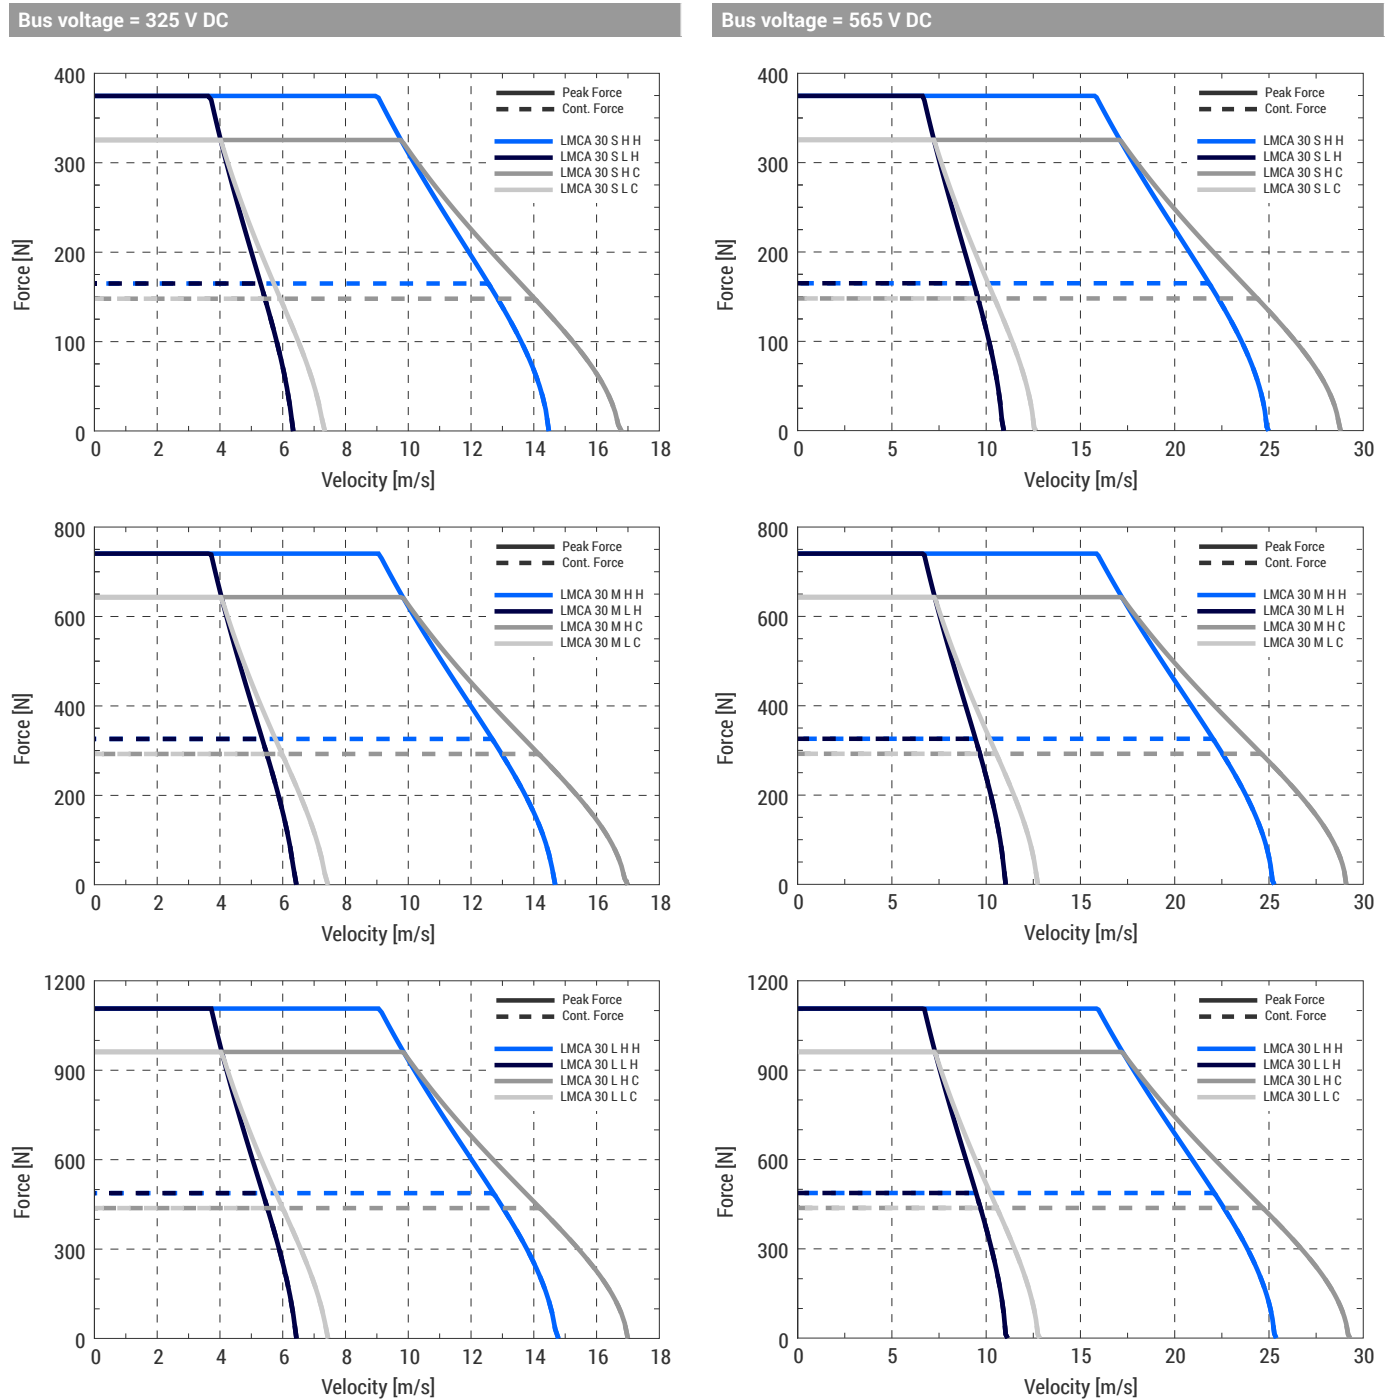 Bus voltage = 325 V DC
Bus voltage = 565 V DC
400
300
200
100
0
Force [N]
0 2 4 6 8 10 12 14 16 18
Velocity [m/s]
Peak Force
Cont. Force
LMCA 30 S H H
LMCA 30 S L H
LMCA 30 S H C
LMCA 30 S L C
400
300
200
100
0
Force [N]
0 5 10 15 20 25 30
Velocity [m/s]
Peak Force
Cont. Force
LMCA 30 S H H
LMCA 30 S L H
LMCA 30 S H C
LMCA 30 S L C
800
600
400
200
0
Force [N]
0 2 4 6 8 10 12 14 16 18
Velocity [m/s]
Peak Force
Cont. Force
LMCA 30 M H H
LMCA 30 M L H
LMCA 30 M H C
LMCA 30 M L C
800
600
400
200
0
Force [N]
0 5 10 15 20 25 30
Velocity [m/s]
Peak Force
Cont. Force
LMCA 30 M H H
LMCA 30 M L H
LMCA 30 M H C
LMCA 30 M L C
1200
900
600
300
0
Force [N]
0 2 4 6 8 10 12 14 16 18
Velocity [m/s]
Peak Force
Cont. Force
LMCA 30 L H H
LMCA 30 L L H
LMCA 30 L H C
LMCA 30 L L C
1200
900
600
300
0
Force [N]
0 5 10 15 20 25 30
Velocity [m/s]
Peak Force
Cont. Force
LMCA 30 L H H
LMCA 30 L L H
LMCA 30 L H C
LMCA 30 L L C